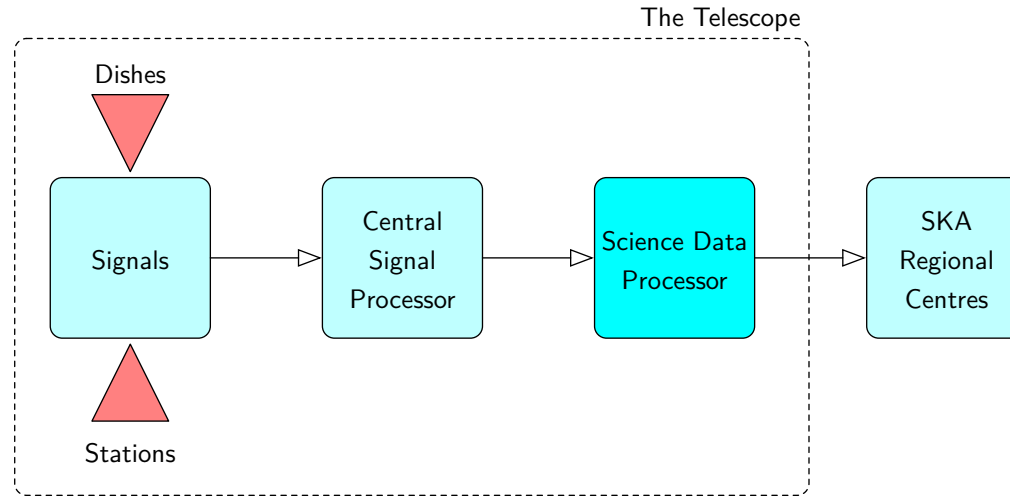 The Telescope
Dishes
Signals
Stations
Central
Signal
Processor
Science Data
Processor
SKA
Regional
Centres